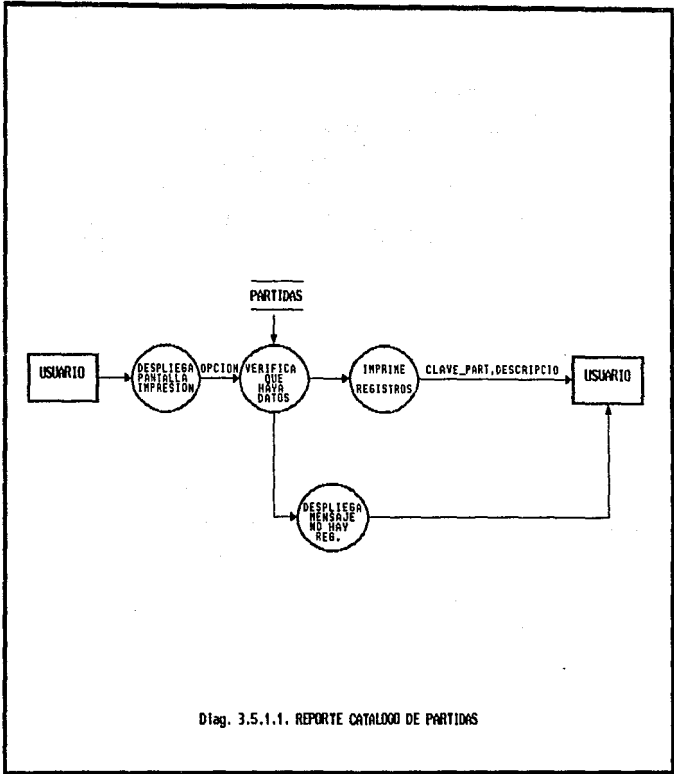 PARTIDAS
USUARIO
DESPLIEGA
PANTALLA
IMPRESION
OPCION
VERIFICA
QUE
HAYA
DATOS
IMPRIME
REGISTROS
CLAVE_PART,DESCRIPCIO
USUARIO
DESPLIEGA
MENSAJE
NO HAY
REG.
Diag. 3.5.1.1. REPORTE CATALOGO DE PARTIDAS